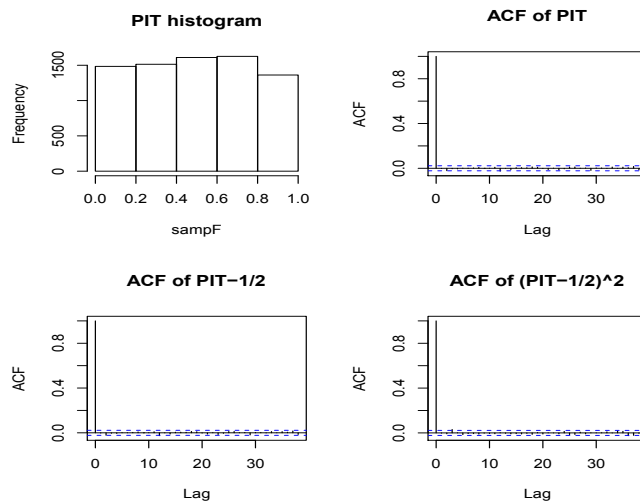 PIT histogram
Frequency
0 500 1500
0.0 0.2 0.4 0.6 0.8 1.0
sampF
ACF of PIT
ACF
0.0 0.4 0.8
0 10 20 30
Lag
ACF of PIT−1/2
ACF
0.0 0.4 0.8
0 10 20 30
Lag
ACF of (PIT−1/2)^2
ACF
0.0 0.4 0.8
0 10 20 30
Lag